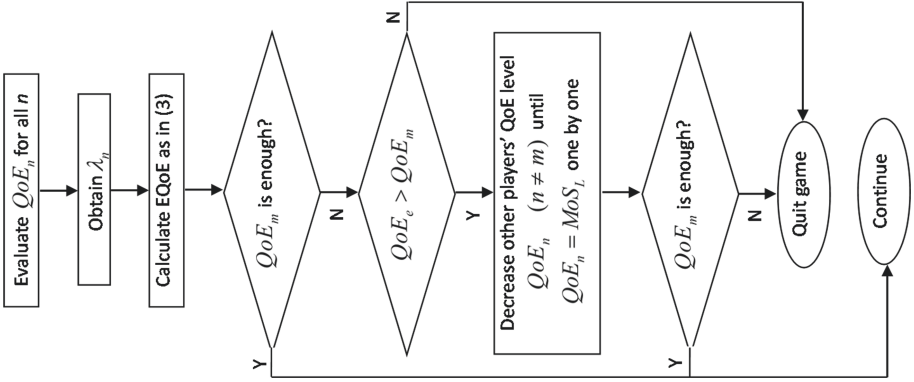 Evaluate QoE_n for all n
Obtain λ_n
Calculate EQoE as in (3)
QoE_m is enough?
Y
N
QoE_e > QoE_m
N
Y
Decrease other players' QoE level
QoE_n (n ≠ m) until
QoE_n = MoS_L one by one
QoE_m is enough?
Y
N
Quit game
Continue